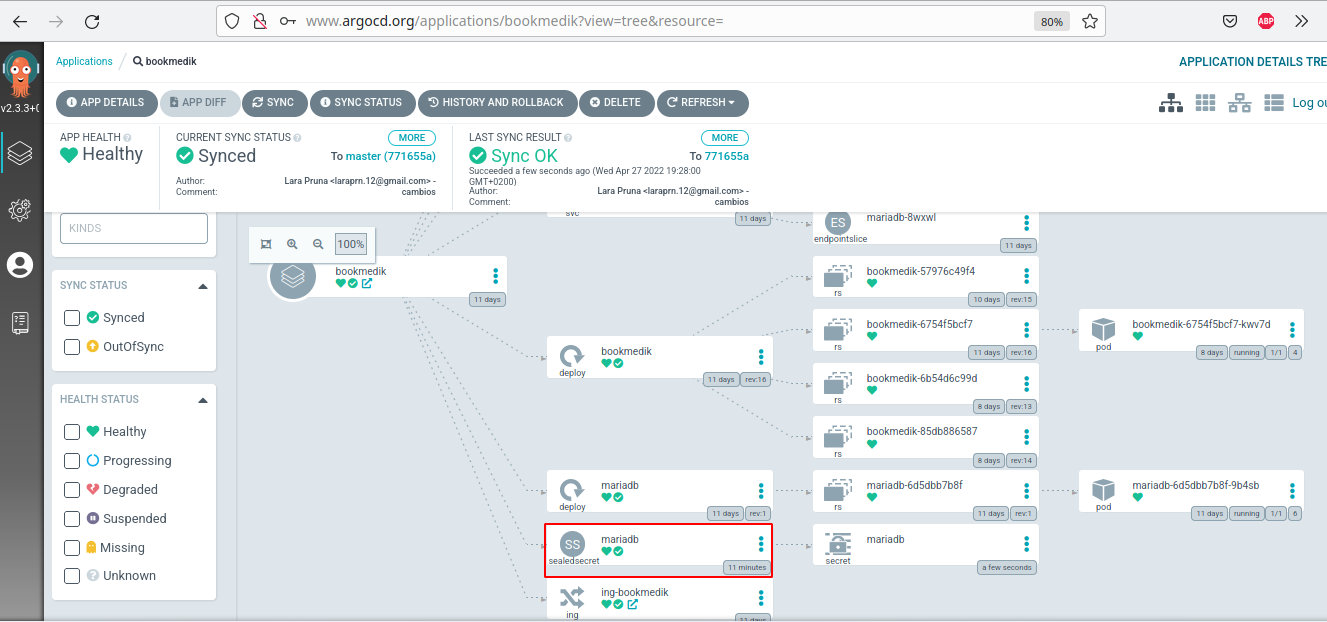 www.argocd.org/applications/bookmedik?view=tree&resource=
80%
ABP
Applications / bookmedik
APPLICATION DETAILS TRE
v2.3.3+0
APP DETAILS
APP DIFF
SYNC
SYNC STATUS
HISTORY AND ROLLBACK
DELETE
REFRESH
Log ou
APP HEALTH
Healthy
CURRENT SYNC STATUS
MORE
Synced
To master (771655a)
Author: Lara Pruna <laraprn.12@gmail.com> -
Comment: cambios
LAST SYNC RESULT
MORE
Sync OK
To 771655a
Succeeded a few seconds ago (Wed Apr 27 2022 19:28:00
GMT+0200)
Author: Lara Pruna <laraprn.12@gmail.com> -
Comment: cambios
KINDS
SYNC STATUS
Synced
OutOfSync
HEALTH STATUS
Healthy
Progressing
Degraded
Suspended
Missing
Unknown
100%
bookmedik
11 days
svc
11 days
ES
endpointslice
mariadb-8wxwl
11 days
rs
bookmedik-57976c49f4
10 days
rev:15
deploy
bookmedik
11 days
rev:16
rs
bookmedik-6754f5bcf7
11 days
rev:16
pod
bookmedik-6754f5bcf7-kwv7d
8 days
running
1/1
4
rs
bookmedik-6b54d6c99d
8 days
rev:13
rs
bookmedik-85db886587
8 days
rev:14
deploy
mariadb
11 days
rev:1
rs
mariadb-6d5dbb7b8f
11 days
rev:1
pod
mariadb-6d5dbb7b8f-9b4sb
11 days
running
1/1
6
SS
sealedsecret
mariadb
11 minutes
secret
mariadb
a few seconds
ing
ing-bookmedik
11 days